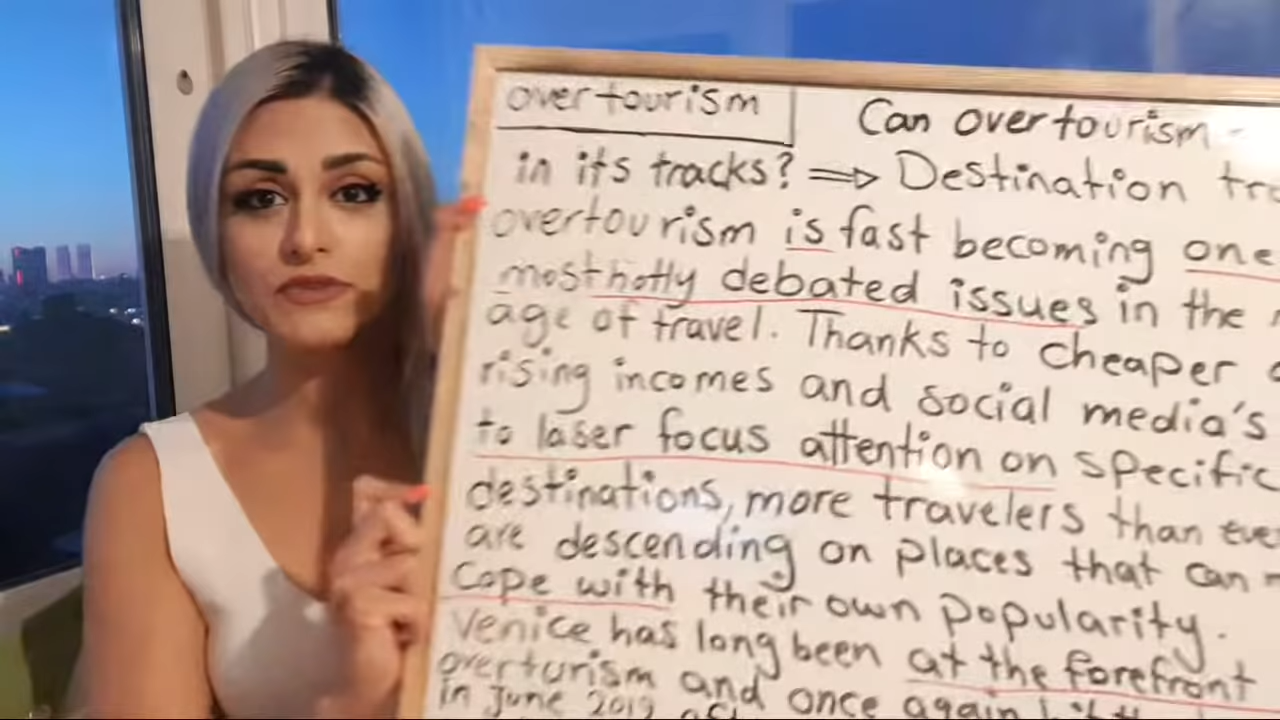 overtourism Can overtourism
in its tracks? ⇒ Destination tra
overtourism is fast becoming one
most hotly debated issues in the
age of travel. Thanks to cheaper
rising incomes and social media's
to laser focus attention on specific
destinations, more travelers than eve
are descending on places that can
cope with their own popularity.
Venice has long been at the forefront
overturism and once again
in June 2019